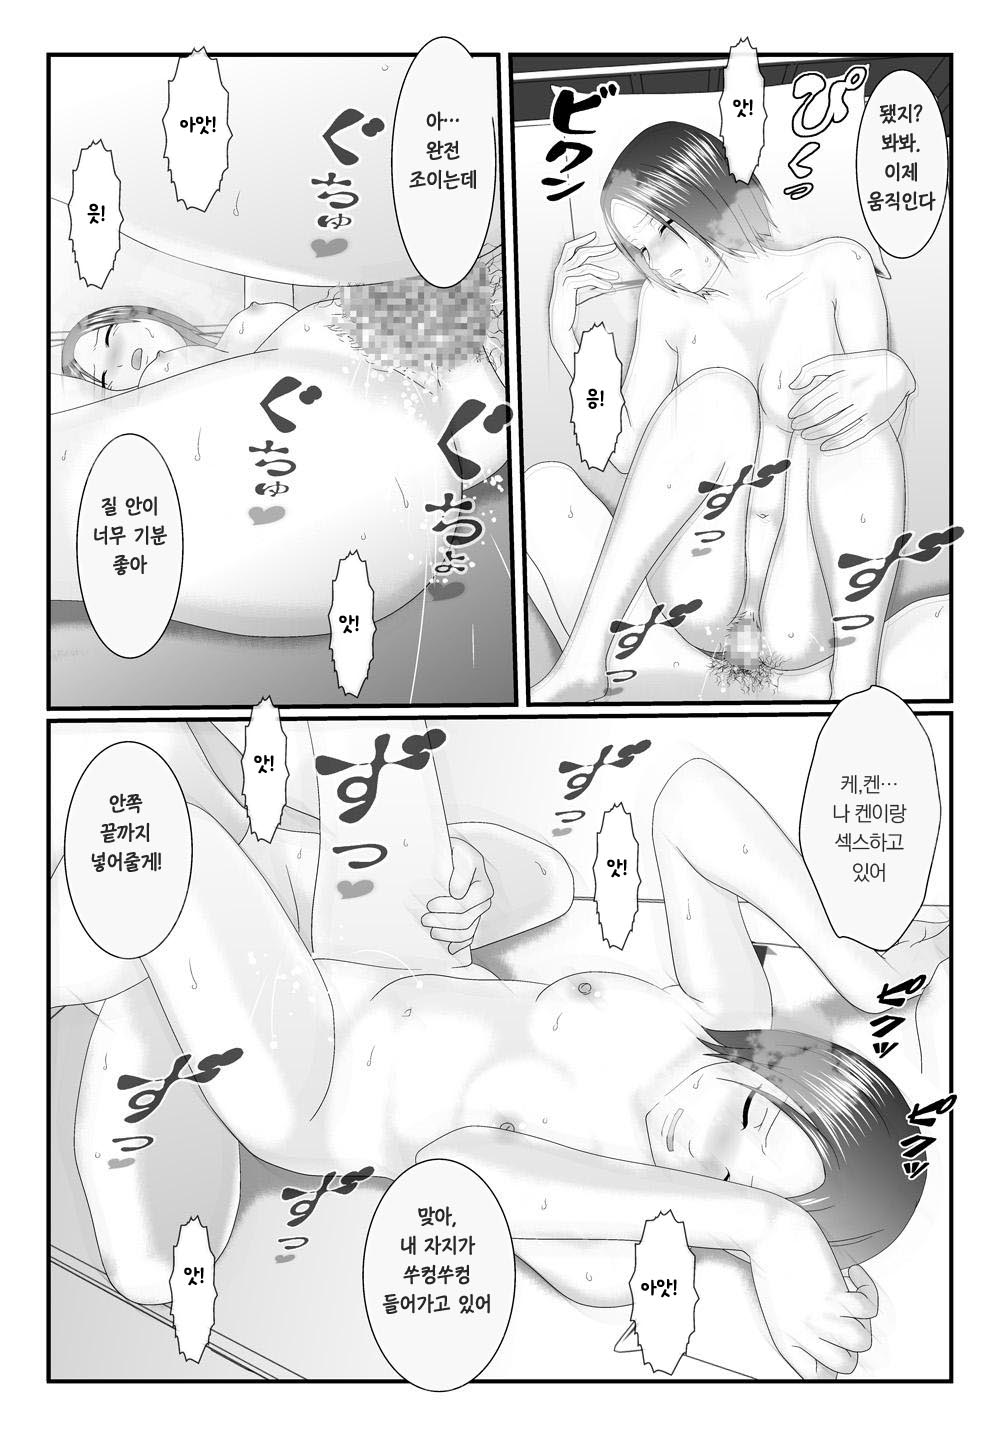 됐지?
봐봐.
이제
움직인다
ぴくっ
앗!
ビクン
응!
ずっ
ずっ
ずっ
아…
완전
조이는데
ぐちゅ
아앗!
읏!
ぐちゅ
ぐちょ
질 안이
너무 기분
좋아
앗!
케,켄…
나 켄이랑
섹스하고
있어
ずっ
앗!
ずっ
앗!
안쪽
끝까지
넣어줄게!
ピクッ
ピクッ
ずっ
ずっ
맞아,
내 자지가
쑤컹쑤컹
들어가고 있어
아앗!
앗!